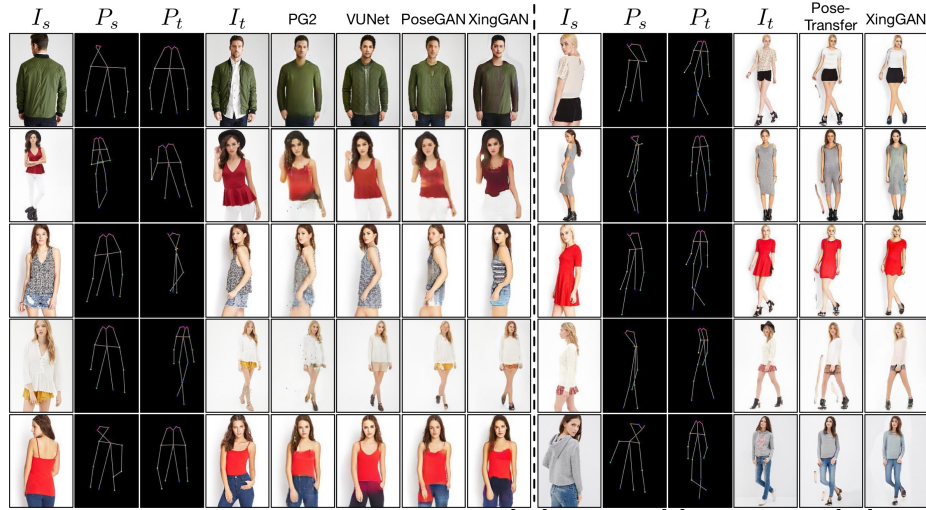 I_s P_s P_t I_t PG2 VUNet PoseGAN XingGAN I_s P_s P_t I_t Pose-Transfer XingGAN